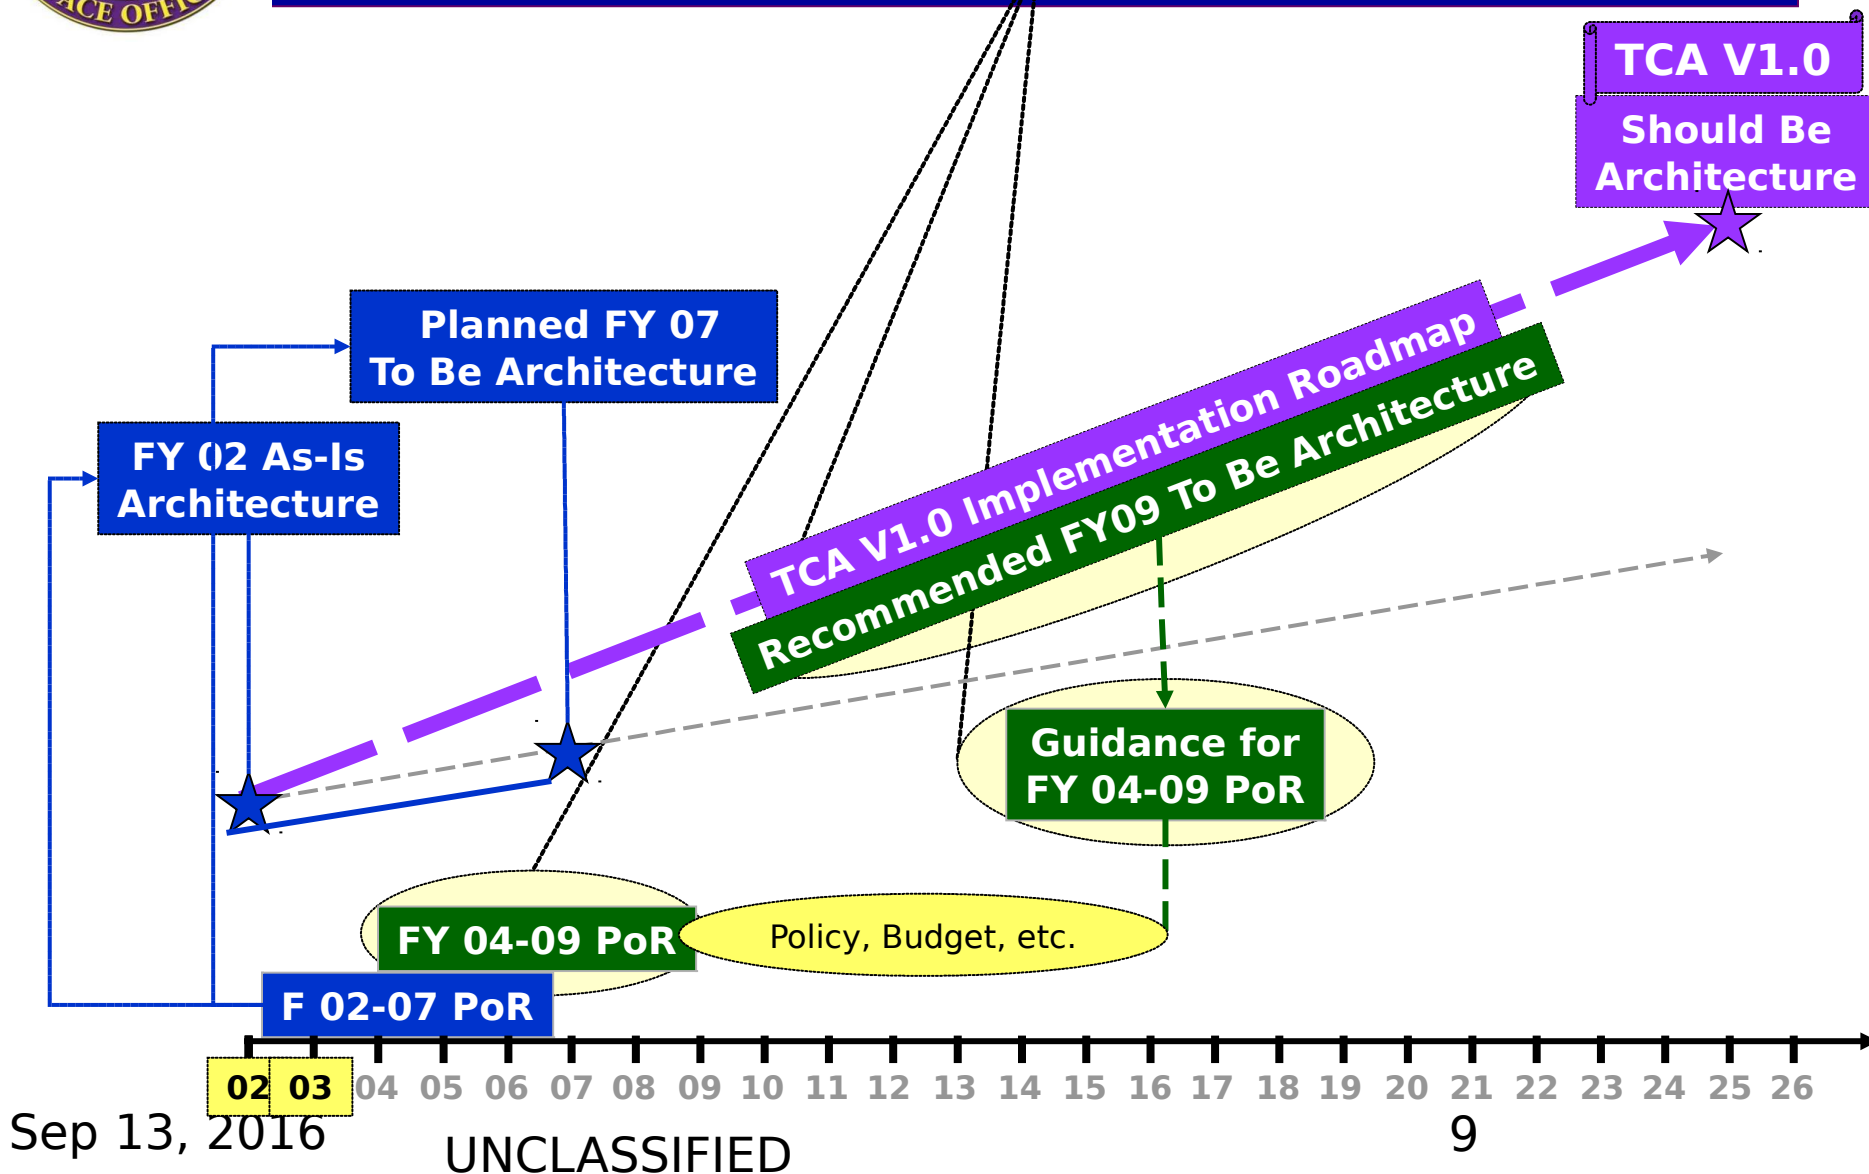 ACE OFFIC
TCA V1.0
Should Be
Architecture
Planned FY 07
To Be Architecture
FY 02 As-Is
Architecture
TCA V1.0 Implementation Roadmap
Recommended FY09 To Be Architecture
Guidance for
FY 04-09 PoR
FY 04-09 PoR
Policy, Budget, etc.
F 02-07 PoR
02 03 04 05 06 07 08 09 10 11 12 13 14 15 16 17 18 19 20 21 22 23 24 25 26
Sep 13, 2016
UNCLASSIFIED
9